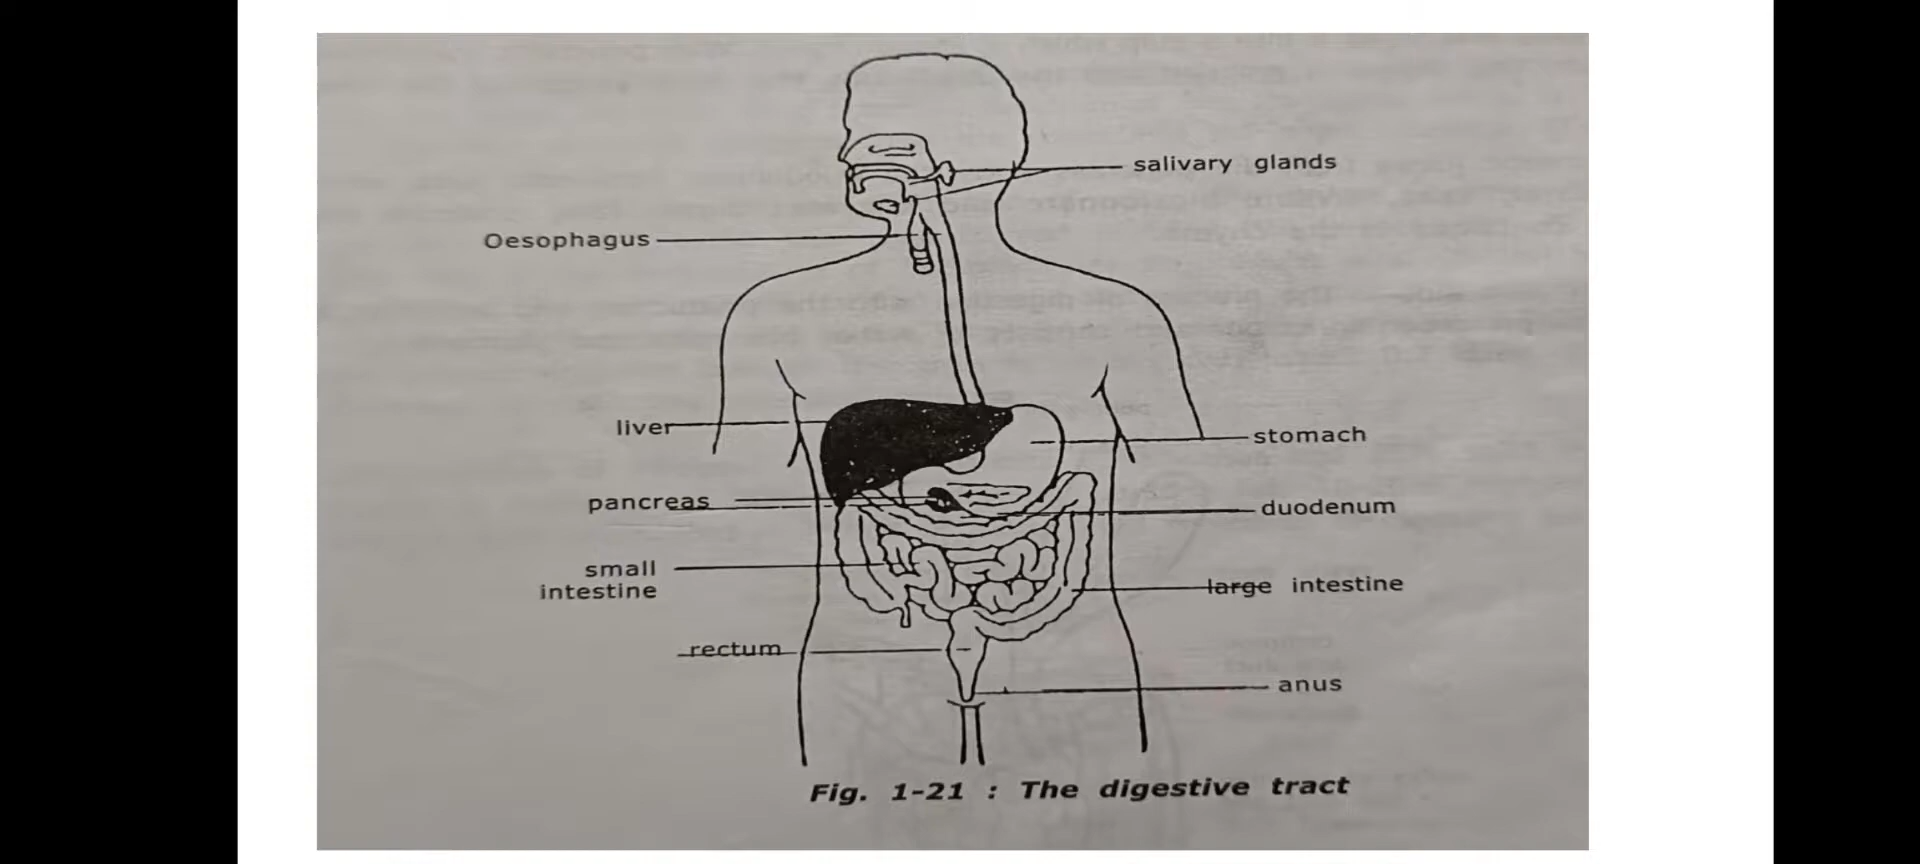 salivary glands
Oesophagus
liver
stomach
pancreas
duodenum
small
intestine
large intestine
rectum
anus
Fig. 1-21 : The digestive tract